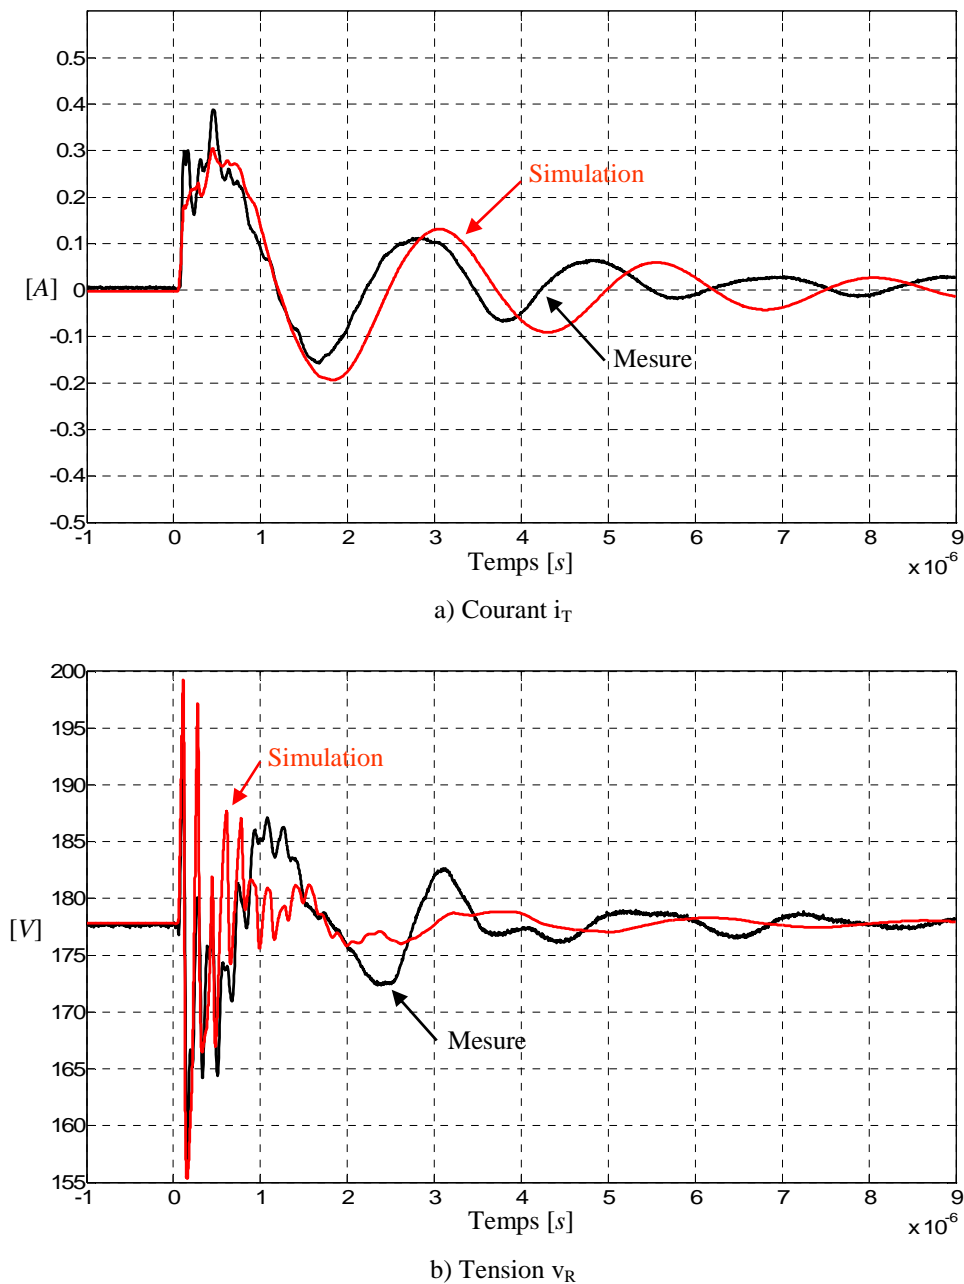 0.5
0.4
0.3
Simulation
0.2
0.1
[A] 0
-0.1
Mesure
-0.2
-0.3
-0.4
-0.5
-1 0 1 2 3 4 5 6 7 8 9
Temps [s]
x 10-6
a) Courant iT
200
195
Simulation
190
185
180
[V]
175
170
Mesure
165
160
155
-1 0 1 2 3 4 5 6 7 8 9
Temps [s]
x 10-6
b) Tension vR